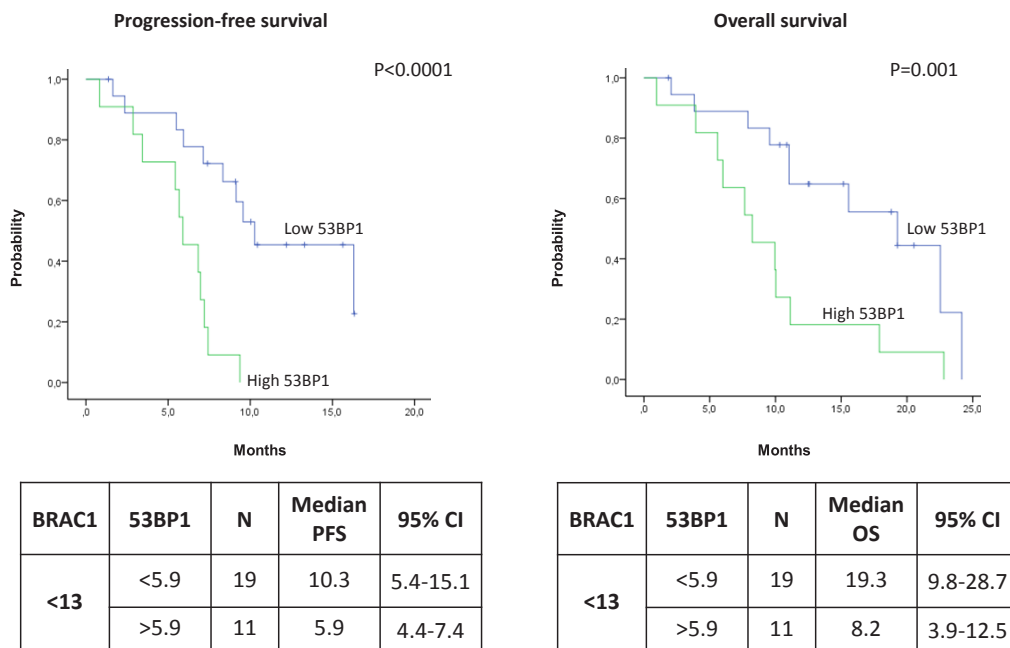 Progression-free survival
P<0.0001
Probability
1,0
0,8
0,6
0,4
0,2
0,0
Low 53BP1
High 53BP1
,0 5,0 10,0 15,0 20,0
Months
BRAC1 53BP1 N Median PFS 95% CI
<13 <5.9 19 10.3 5.4-15.1
>5.9 11 5.9 4.4-7.4
Overall survival
P=0.001
Probability
1,0
0,8
0,6
0,4
0,2
0,0
Low 53BP1
High 53BP1
,0 5,0 10,0 15,0 20,0 25,0
Months
BRAC1 53BP1 N Median OS 95% CI
<13 <5.9 19 19.3 9.8-28.7
>5.9 11 8.2 3.9-12.5